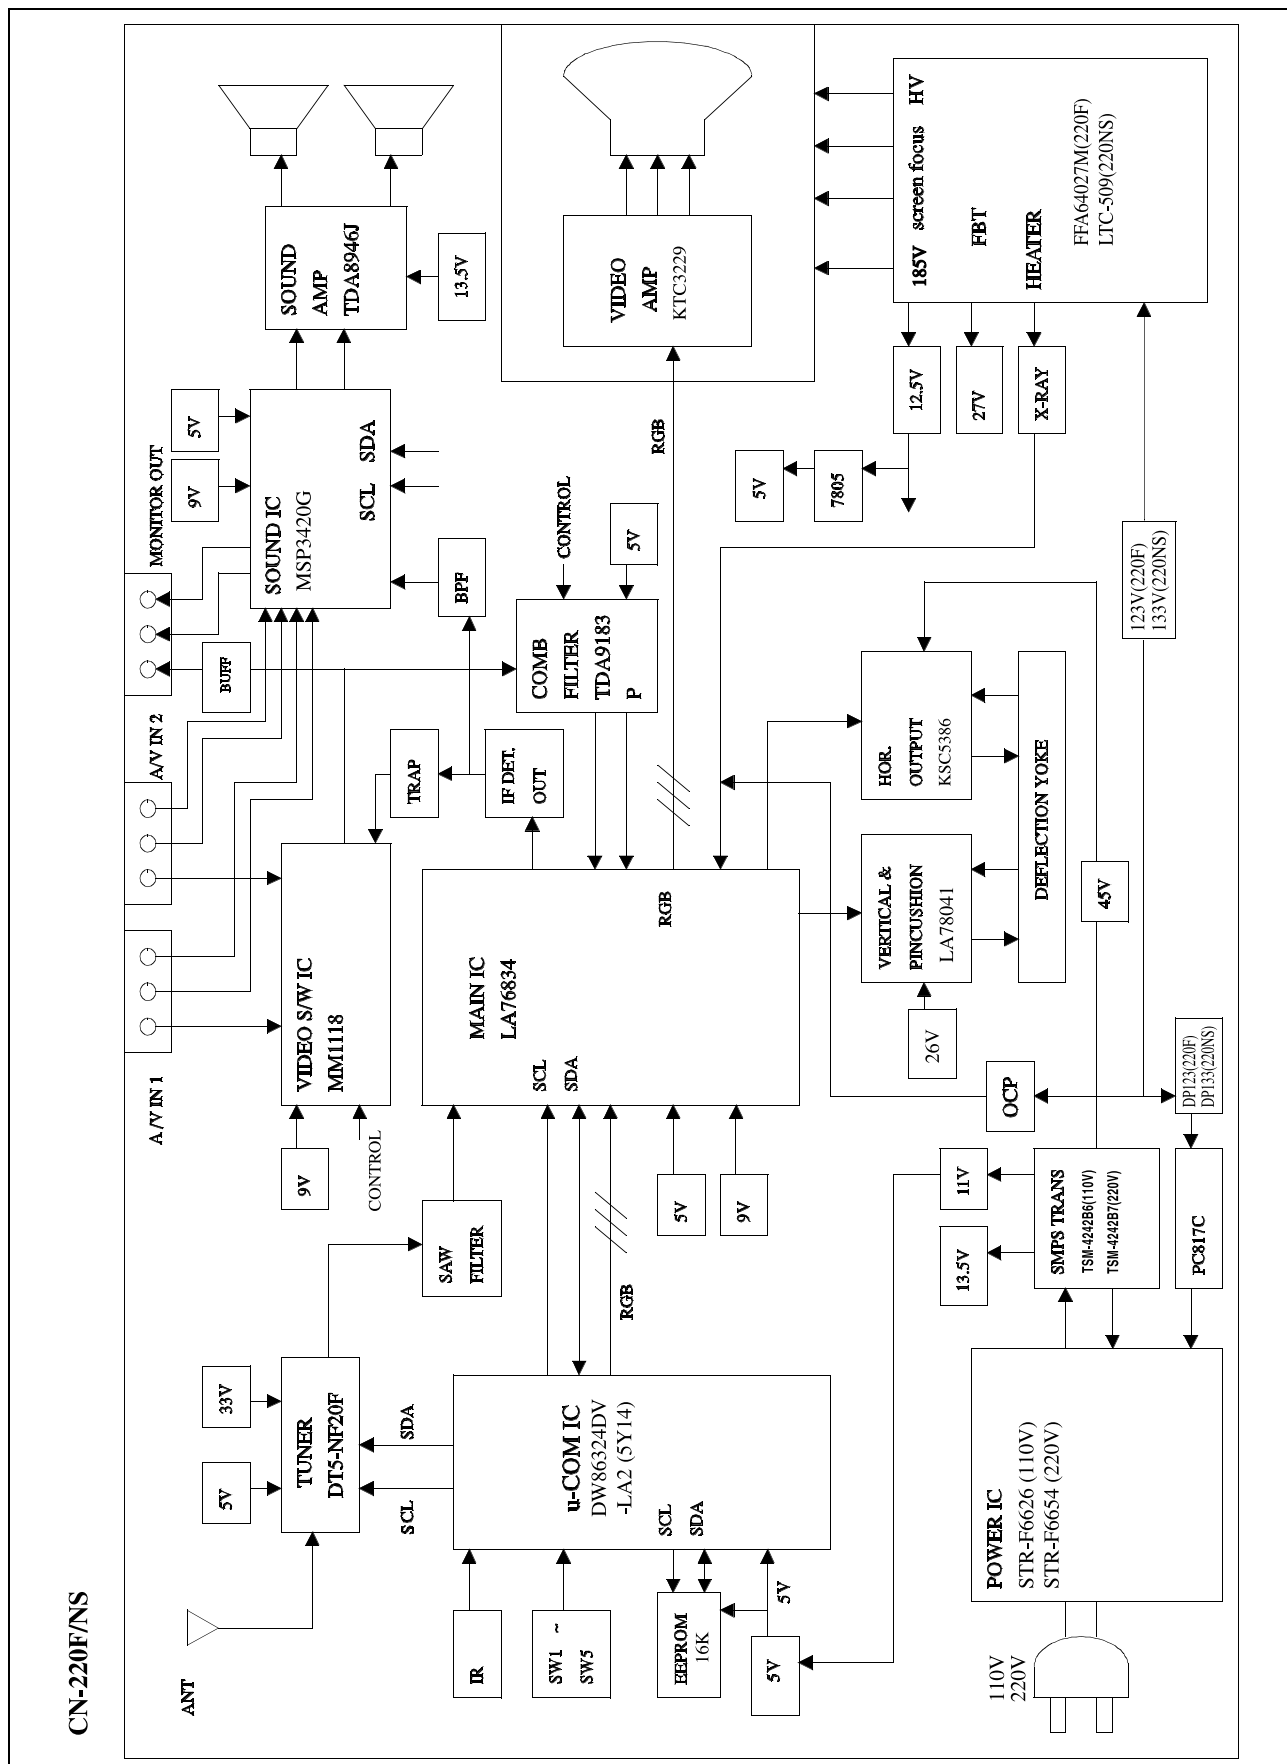 CN-220F/NS
ANT
5V
33V
TUNER
DT5-NF20F
SCL
SDA
IR
SW1 ~
SW5
EEPROM
16K
SCL
SDA
5V
5V
u-COM IC
DW86324DV
-LA2 (5Y14)
RGB
SAW
FILTER
A/V IN 1
A/V IN 2
MONITOR OUT
9V
CONTROL
VIDEO S/W IC
MM1118
BUFF
TRAP
IF DET.
OUT
BPF
SCL
SDA
MAIN IC
LA76834
RGB
5V
9V
9V
5V
SOUND IC
MSP3420G
SCL
SDA
SOUND
AMP
TDA8946J
13.5V
COMB
FILTER
TDA9183
P
CONTROL
5V
RGB
VIDEO
AMP
KTC3229
185V
screen
focus
HV
FBT
HEATER
FFA64027M(220F)
LTC-509(220NS)
12.5V
27V
X-RAY
7805
5V
123V(220F)
133V(220NS)
HOR.
OUTPUT
KSC5386
VERTICAL &
PINCUSHION
LA78041
26V
DEFLECTION YOKE
45V
OCP
DP123(220F)
DP133(220NS)
11V
13.5V
SMPS TRANS
TSM-4242B6(110V)
TSM-4242B7(220V)
PC817C
POWER IC
STR-F6626 (110V)
STR-F6654 (220V)
110V
220V